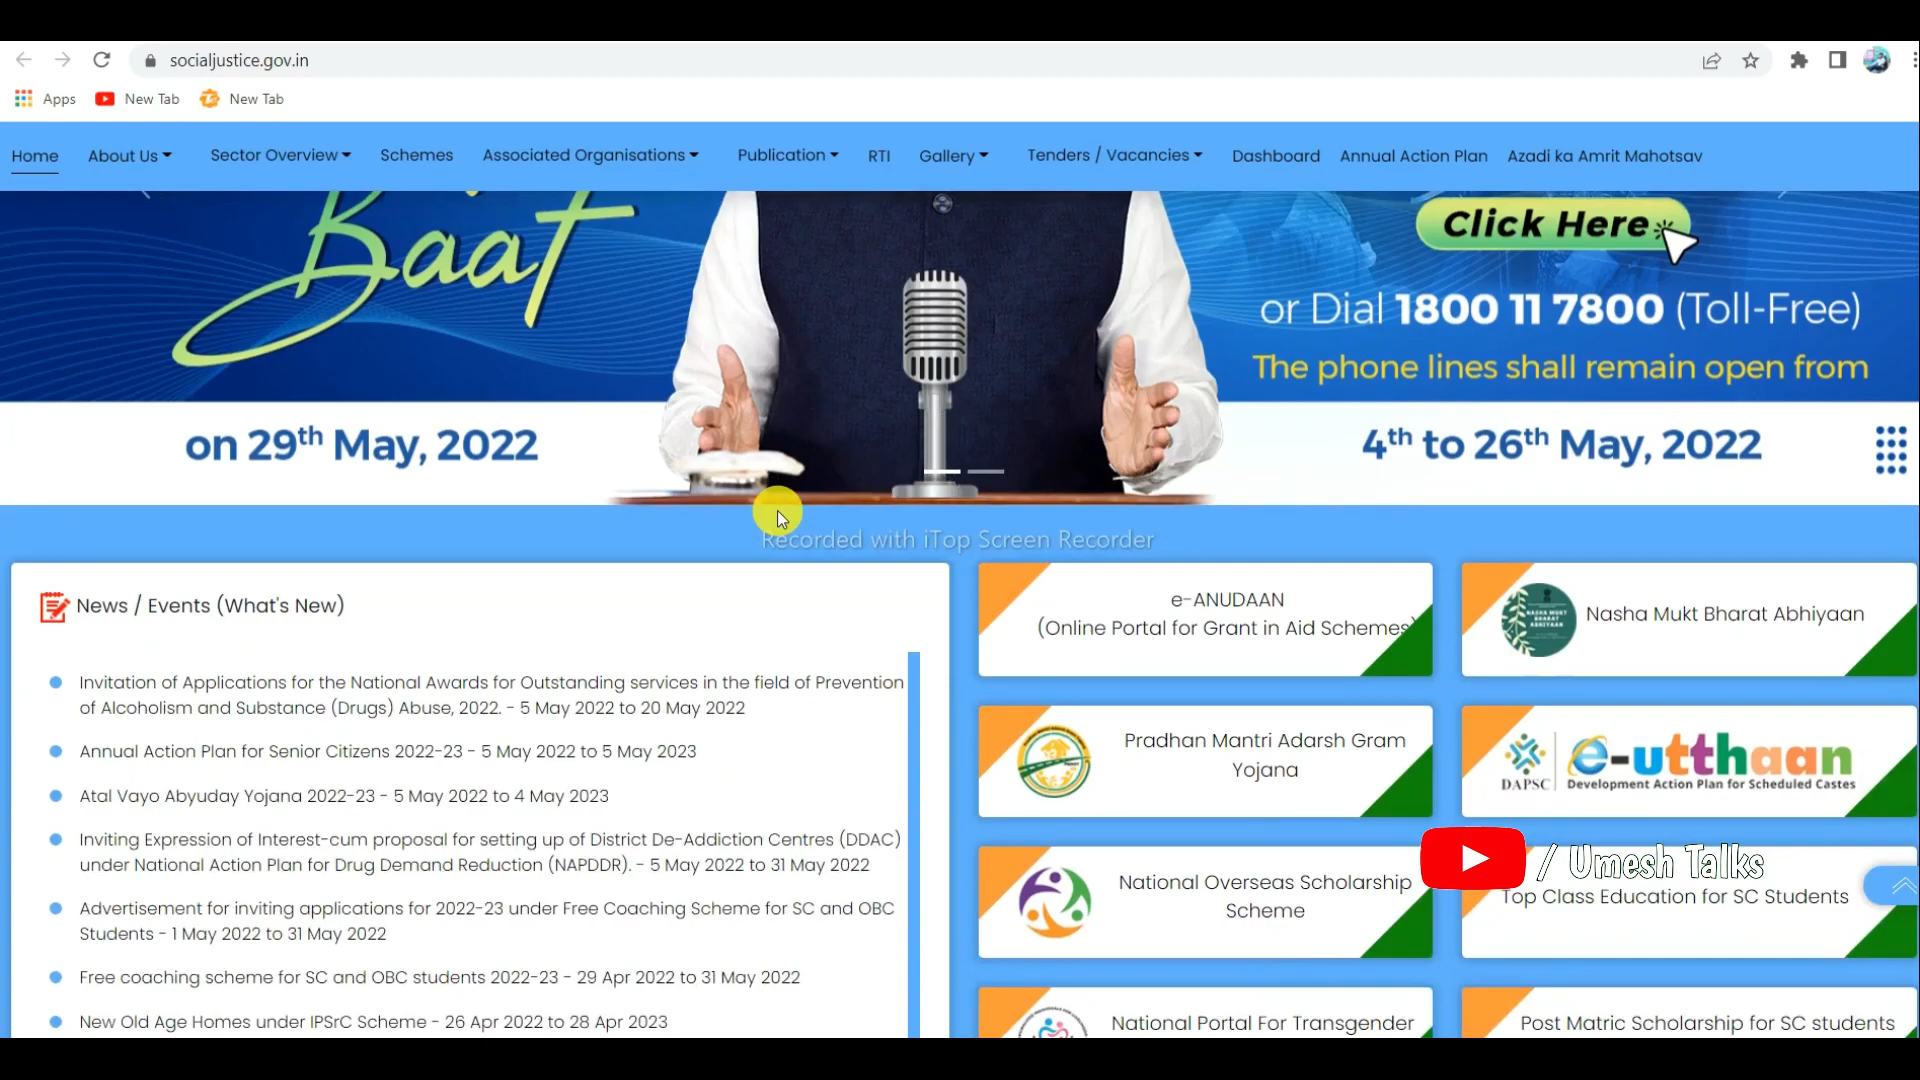 socialjustice.gov.in
Apps New Tab New Tab
Home About Us Sector Overview Schemes Associated Organisations Publication RTI Gallery Tenders / Vacancies Dashboard Annual Action Plan Azadi ka Amrit Mahotsav
Baat
Click Here
or Dial 1800 11 7800 (Toll-Free)
The phone lines shall remain open from
on 29th May, 2022
4th to 26th May, 2022
Recorded with iTop Screen Recorder
News / Events (What's New)
Invitation of Applications for the National Awards for Outstanding services in the field of Prevention
of Alcoholism and Substance (Drugs) Abuse, 2022. - 5 May 2022 to 20 May 2022
Annual Action Plan for Senior Citizens 2022-23 - 5 May 2022 to 5 May 2023
Atal Vayo Abyuday Yojana 2022-23 - 5 May 2022 to 4 May 2023
Inviting Expression of Interest-cum proposal for setting up of District De-Addiction Centres (DDAC)
under National Action Plan for Drug Demand Reduction (NAPDDR). - 5 May 2022 to 31 May 2022
Advertisement for inviting applications for 2022-23 under Free Coaching Scheme for SC and OBC
Students - 1 May 2022 to 31 May 2022
Free coaching scheme for SC and OBC students 2022-23 - 29 Apr 2022 to 31 May 2022
New Old Age Homes under IPSrC Scheme - 26 Apr 2022 to 28 Apr 2023
e-ANUDAAN
(Online Portal for Grant in Aid Schemes)
NASHA MUKT
BHARAT
ABHIYAAN
Nasha Mukt Bharat Abhiyaan
Pradhan Mantri Adarsh Gram
Yojana
DAPSC
e-utthaan
Development Action Plan for Scheduled Castes
National Overseas Scholarship
Scheme
/ Umesh Talks
Top Class Education for SC Students
National Portal For Transgender
Post Matric Scholarship for SC students